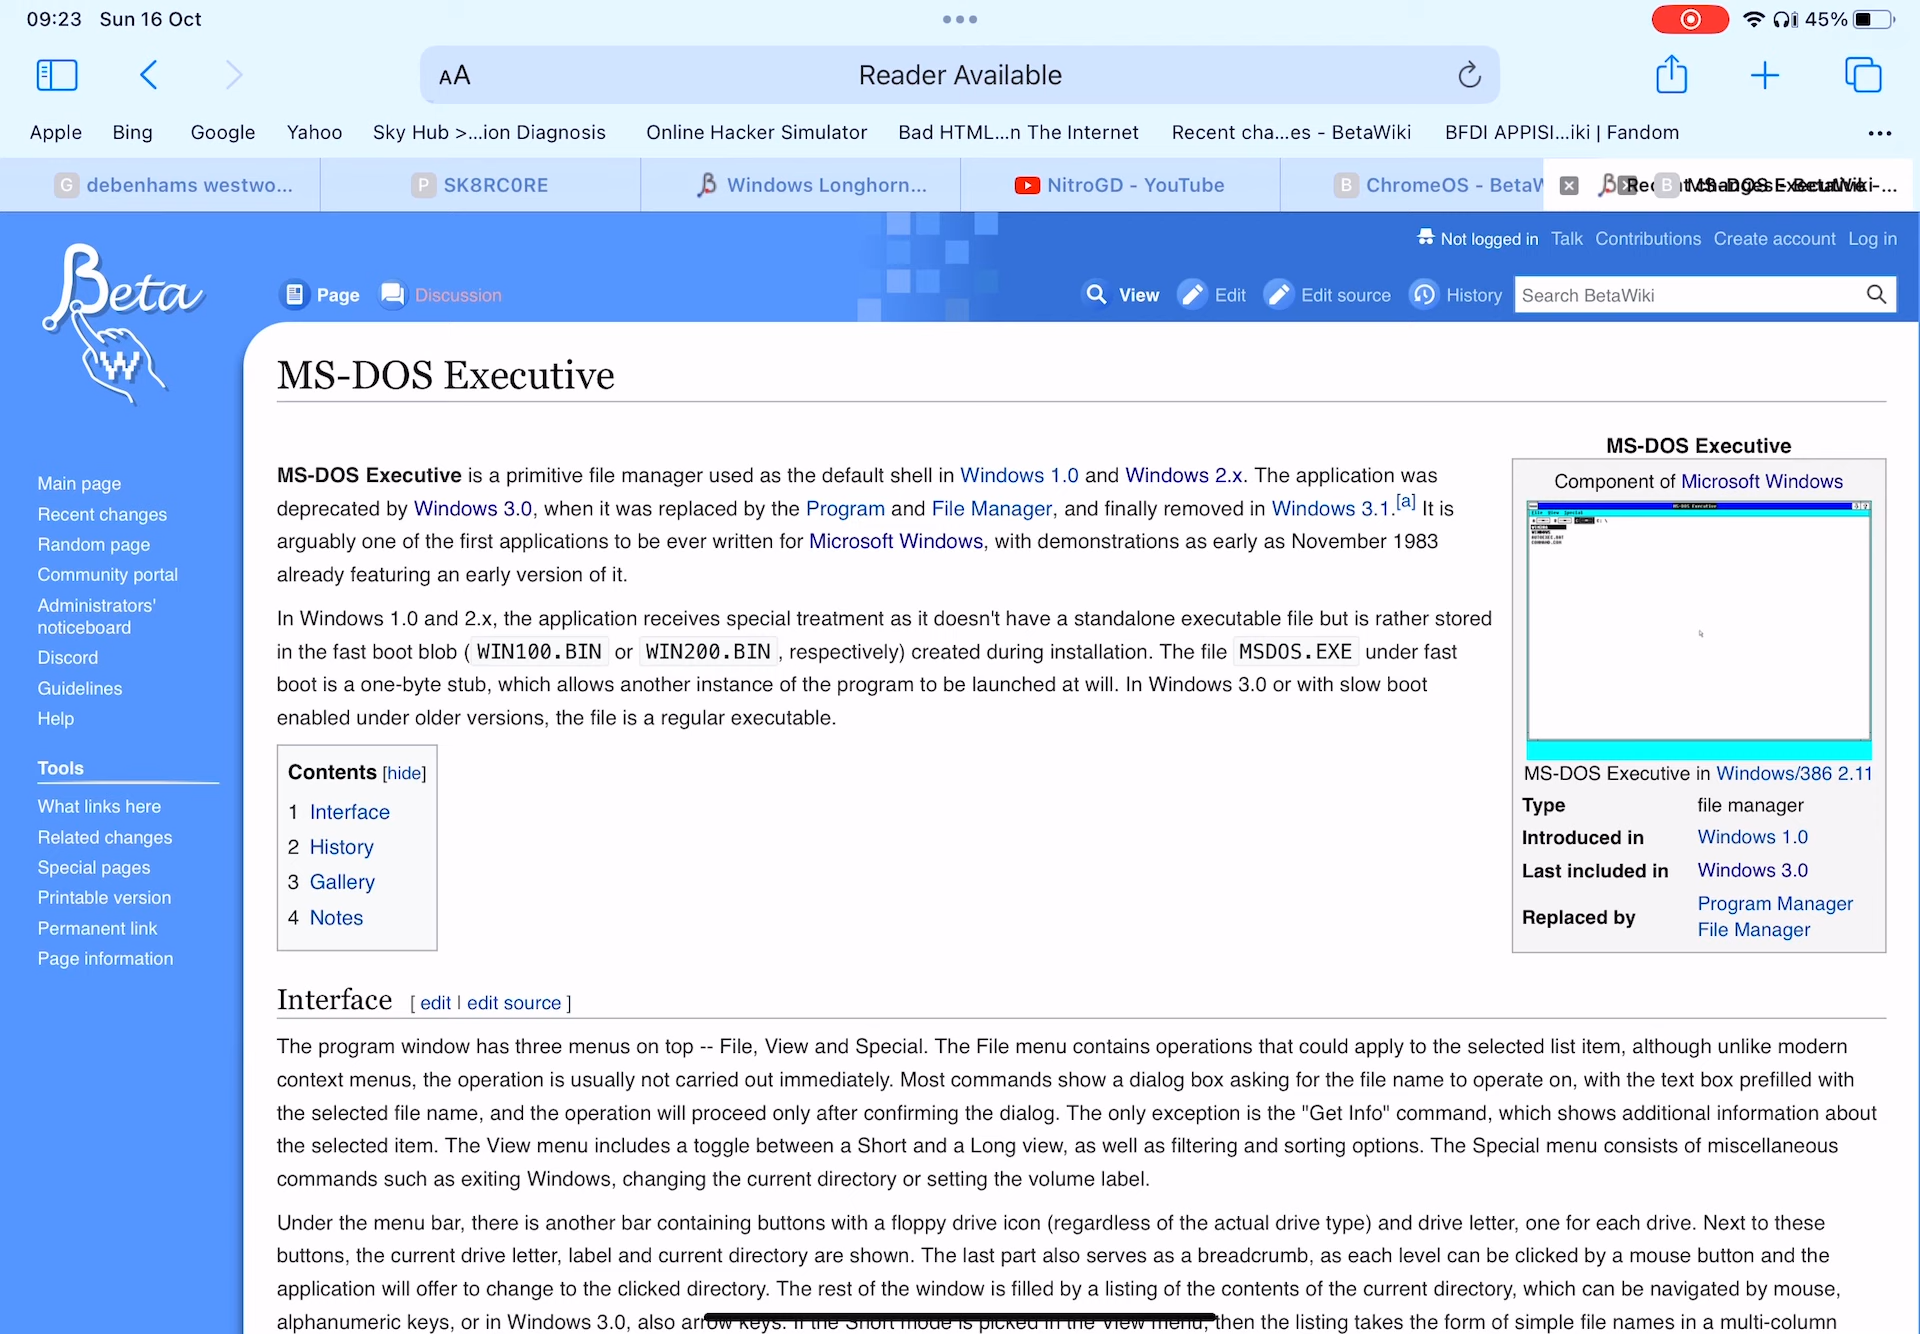 09:23 Sun 16 Oct
45%
AA
Reader Available
Apple Bing Google Yahoo Sky Hub >...ion Diagnosis Online Hacker Simulator Bad HTML...n The Internet Recent cha...es - BetaWiki BFDI APPISI...iki | Fandom
G debenhams westwo... P SK8RC0RE Windows Longhorn... NitroGD - YouTube B ChromeOS - BetaW
Not logged in Talk Contributions Create account Log in
Beta
W
Page Discussion View Edit Edit source History Search BetaWiki
MS-DOS Executive
Main page
Recent changes
Random page
Community portal
Administrators'
noticeboard
Discord
Guidelines
Help
Tools
What links here
Related changes
Special pages
Printable version
Permanent link
Page information
MS-DOS Executive is a primitive file manager used as the default shell in Windows 1.0 and Windows 2.x. The application was
deprecated by Windows 3.0, when it was replaced by the Program and File Manager, and finally removed in Windows 3.1.[a] It is
arguably one of the first applications to be ever written for Microsoft Windows, with demonstrations as early as November 1983
already featuring an early version of it.
In Windows 1.0 and 2.x, the application receives special treatment as it doesn't have a standalone executable file but is rather stored
in the fast boot blob ( WIN100.BIN or WIN200.BIN , respectively) created during installation. The file MSDOS.EXE under fast
boot is a one-byte stub, which allows another instance of the program to be launched at will. In Windows 3.0 or with slow boot
enabled under older versions, the file is a regular executable.
MS-DOS Executive
Component of Microsoft Windows
MS-DOS Executive
File View Special
MS-DOS Executive in Windows/386 2.11
Type file manager
Introduced in Windows 1.0
Last included in Windows 3.0
Replaced by Program Manager
File Manager
Contents [hide]
1 Interface
2 History
3 Gallery
4 Notes
Interface [ edit | edit source ]
The program window has three menus on top -- File, View and Special. The File menu contains operations that could apply to the selected list item, although unlike modern
context menus, the operation is usually not carried out immediately. Most commands show a dialog box asking for the file name to operate on, with the text box prefilled with
the selected file name, and the operation will proceed only after confirming the dialog. The only exception is the "Get Info" command, which shows additional information about
the selected item. The View menu includes a toggle between a Short and a Long view, as well as filtering and sorting options. The Special menu consists of miscellaneous
commands such as exiting Windows, changing the current directory or setting the volume label.
Under the menu bar, there is another bar containing buttons with a floppy drive icon (regardless of the actual drive type) and drive letter, one for each drive. Next to these
buttons, the current drive letter, label and current directory are shown. The last part also serves as a breadcrumb, as each level can be clicked by a mouse button and the
application will offer to change to the clicked directory. The rest of the window is filled by a listing of the contents of the current directory, which can be navigated by mouse,
alphanumeric keys, or in Windows 3.0, also arrow keys. If the Short mode is picked in the View menu, then the listing takes the form of simple file names in a multi-column